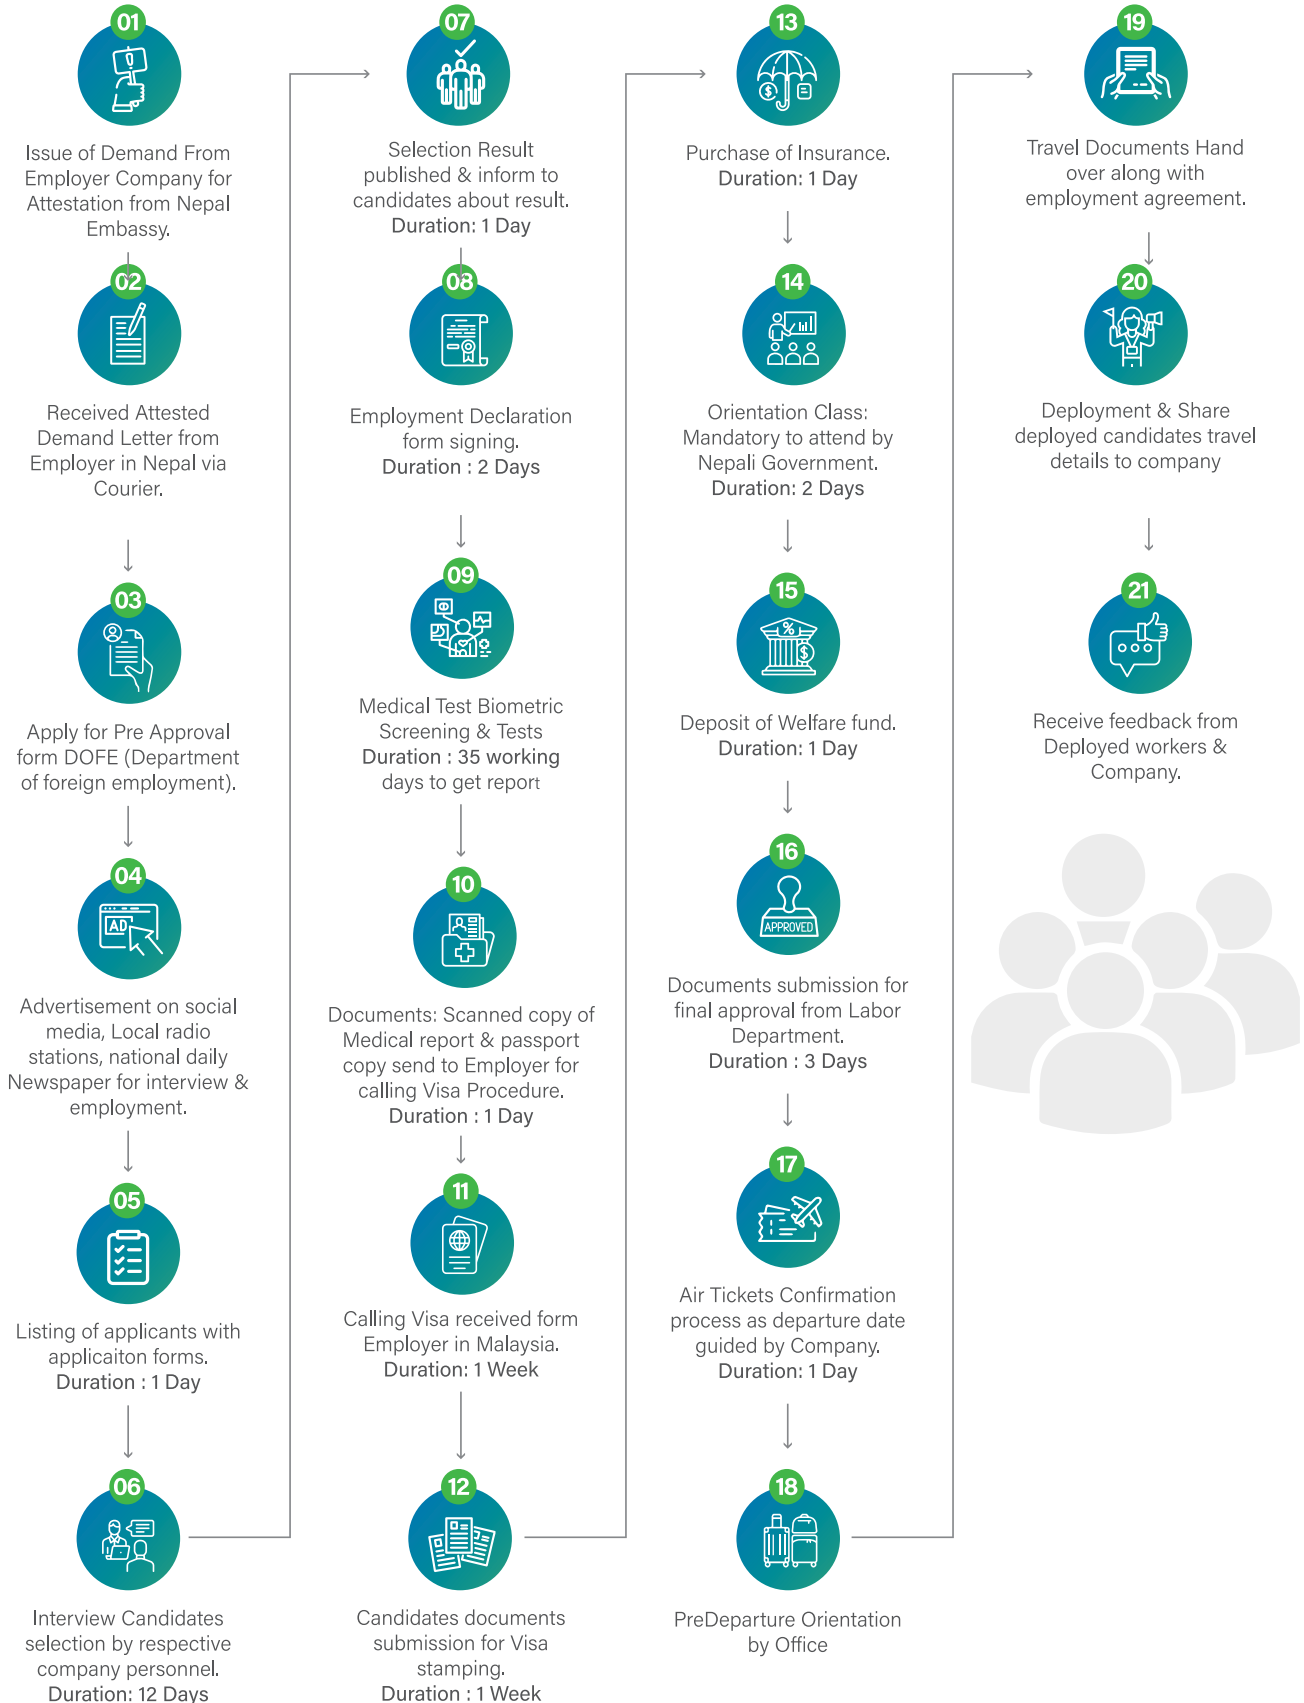 01
Issue of Demand From
Employer Company for
Attestation from Nepal
Embassy.
02
Received Attested
Demand Letter from
Employer in Nepal via
Courier.
03
Apply for Pre Approval
form DOFE (Department
of foreign employment).
04
AD
Advertisement on social
media, Local radio
stations, national daily
Newspaper for interview &
employment.
05
Listing of applicants with
applicaiton forms.
Duration : 1 Day
06
Interview Candidates
selection by respective
company personnel.
Duration: 12 Days
07
Selection Result
published & inform to
candidates about result.
Duration: 1 Day
08
Employment Declaration
form signing.
Duration : 2 Days
09
Medical Test Biometric
Screening & Tests
Duration : 35 working
days to get report
10
Documents: Scanned copy of
Medical report & passport
copy send to Employer for
calling Visa Procedure.
Duration : 1 Day
11
Calling Visa received form
Employer in Malaysia.
Duration: 1 Week
12
Candidates documents
submission for Visa
stamping.
Duration : 1 Week
13
$
Purchase of Insurance.
Duration: 1 Day
14
Orientation Class:
Mandatory to attend by
Nepali Government.
Duration: 2 Days
15
%
$
Deposit of Welfare fund.
Duration: 1 Day
16
APPROVED
Documents submission for
final approval from Labor
Department.
Duration : 3 Days
17
Air Tickets Confirmation
process as departure date
guided by Company.
Duration: 1 Day
18
PreDeparture Orientation
by Office
19
Travel Documents Hand
over along with
employment agreement.
20
Deployment & Share
deployed candidates travel
details to company
21
Receive feedback from
Deployed workers &
Company.